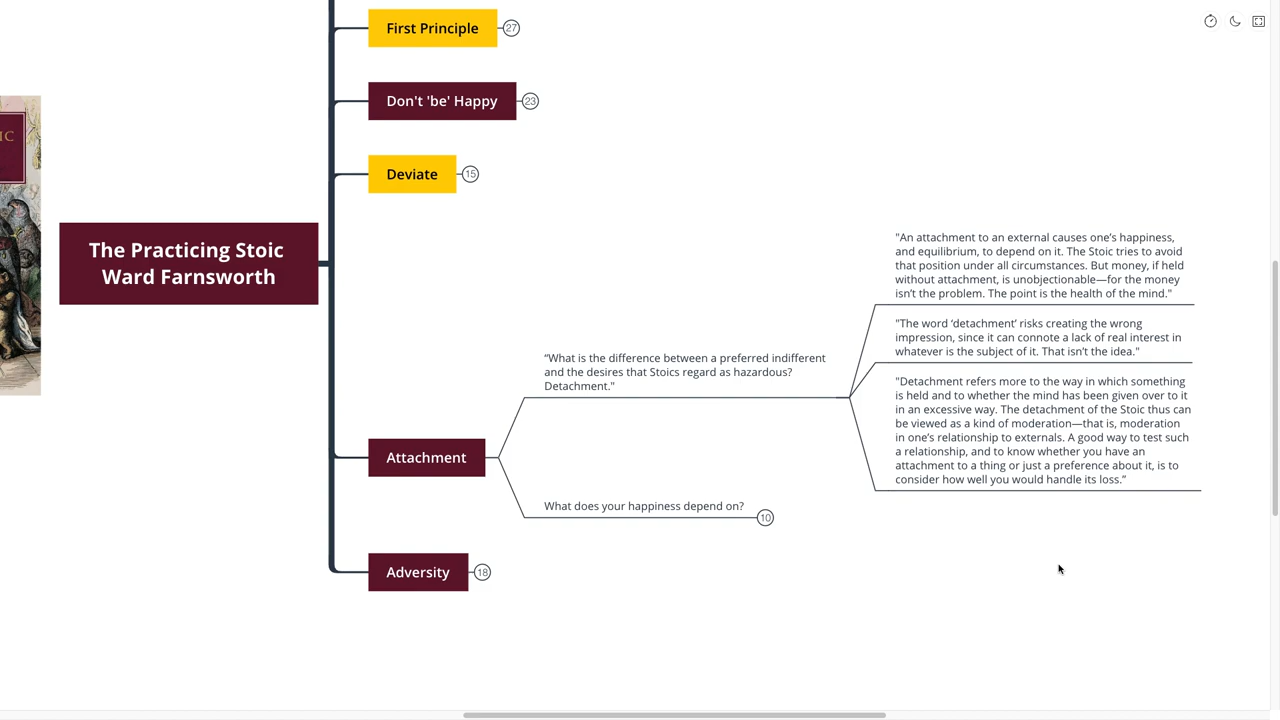 First Principle
27
Don't 'be' Happy
23
Deviate
15
IC
The Practicing Stoic
Ward Farnsworth
"An attachment to an external causes one’s happiness,
and equilibrium, to depend on it. The Stoic tries to avoid
that position under all circumstances. But money, if held
without attachment, is unobjectionable—for the money
isn’t the problem. The point is the health of the mind."
"The word ‘detachment’ risks creating the wrong
impression, since it can connote a lack of real interest in
whatever is the subject of it. That isn’t the idea."
“What is the difference between a preferred indifferent
and the desires that Stoics regard as hazardous?
Detachment."
"Detachment refers more to the way in which something
is held and to whether the mind has been given over to it
in an excessive way. The detachment of the Stoic thus can
be viewed as a kind of moderation—that is, moderation
in one’s relationship to externals. A good way to test such
a relationship, and to know whether you have an
attachment to a thing or just a preference about it, is to
consider how well you would handle its loss.”
Attachment
What does your happiness depend on?
10
Adversity
18